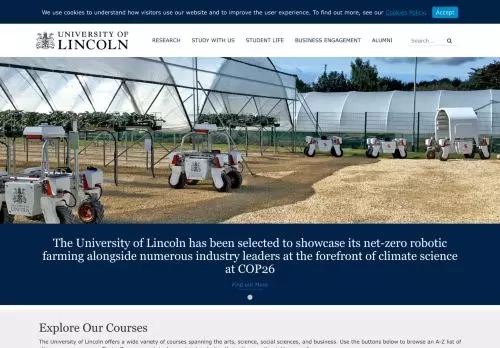 We use cookies to understand how visitors use our website and to improve the user experience. To find out more, see our Cookies Policy. Accept
UNIVERSITY OF
LINCOLN
RESEARCH STUDY WITH US STUDENT LIFE BUSINESS ENGAGEMENT ALUMNI Search ...
The University of Lincoln has been selected to showcase its net-zero robotic
farming alongside numerous industry leaders at the forefront of climate science
at COP26
Find out More
Explore Our Courses
The University of Lincoln offers a wide variety of courses spanning the arts, science, social sciences, and business. Use the buttons below to browse an A-Z list of